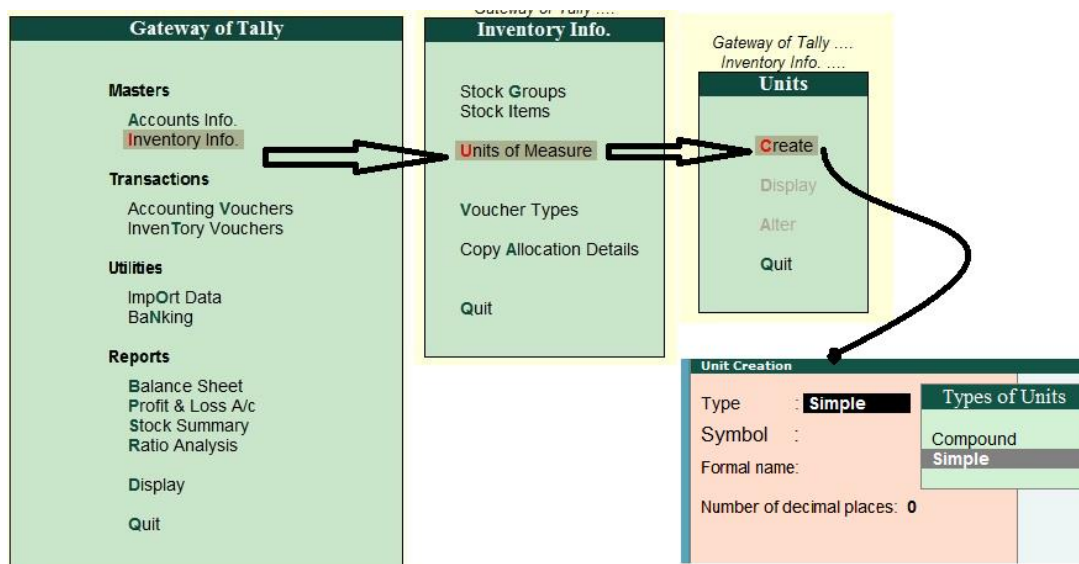 Gateway of Tally
Masters
Accounts Info.
Inventory Info.
Transactions
Accounting Vouchers
InvenTory Vouchers
Utilities
ImpOrt Data
BaNking
Reports
Balance Sheet
Profit & Loss A/c
Stock Summary
Ratio Analysis
Display
Quit
Gateway of Tally ....
Inventory Info.
Stock Groups
Stock Items
Units of Measure
Voucher Types
Copy Allocation Details
Quit
Gateway of Tally ....
Inventory Info. ....
Units
Create
Display
Alter
Quit
Unit Creation
Type : Simple
Symbol :
Formal name:
Number of decimal places: 0
Types of Units
Compound
Simple